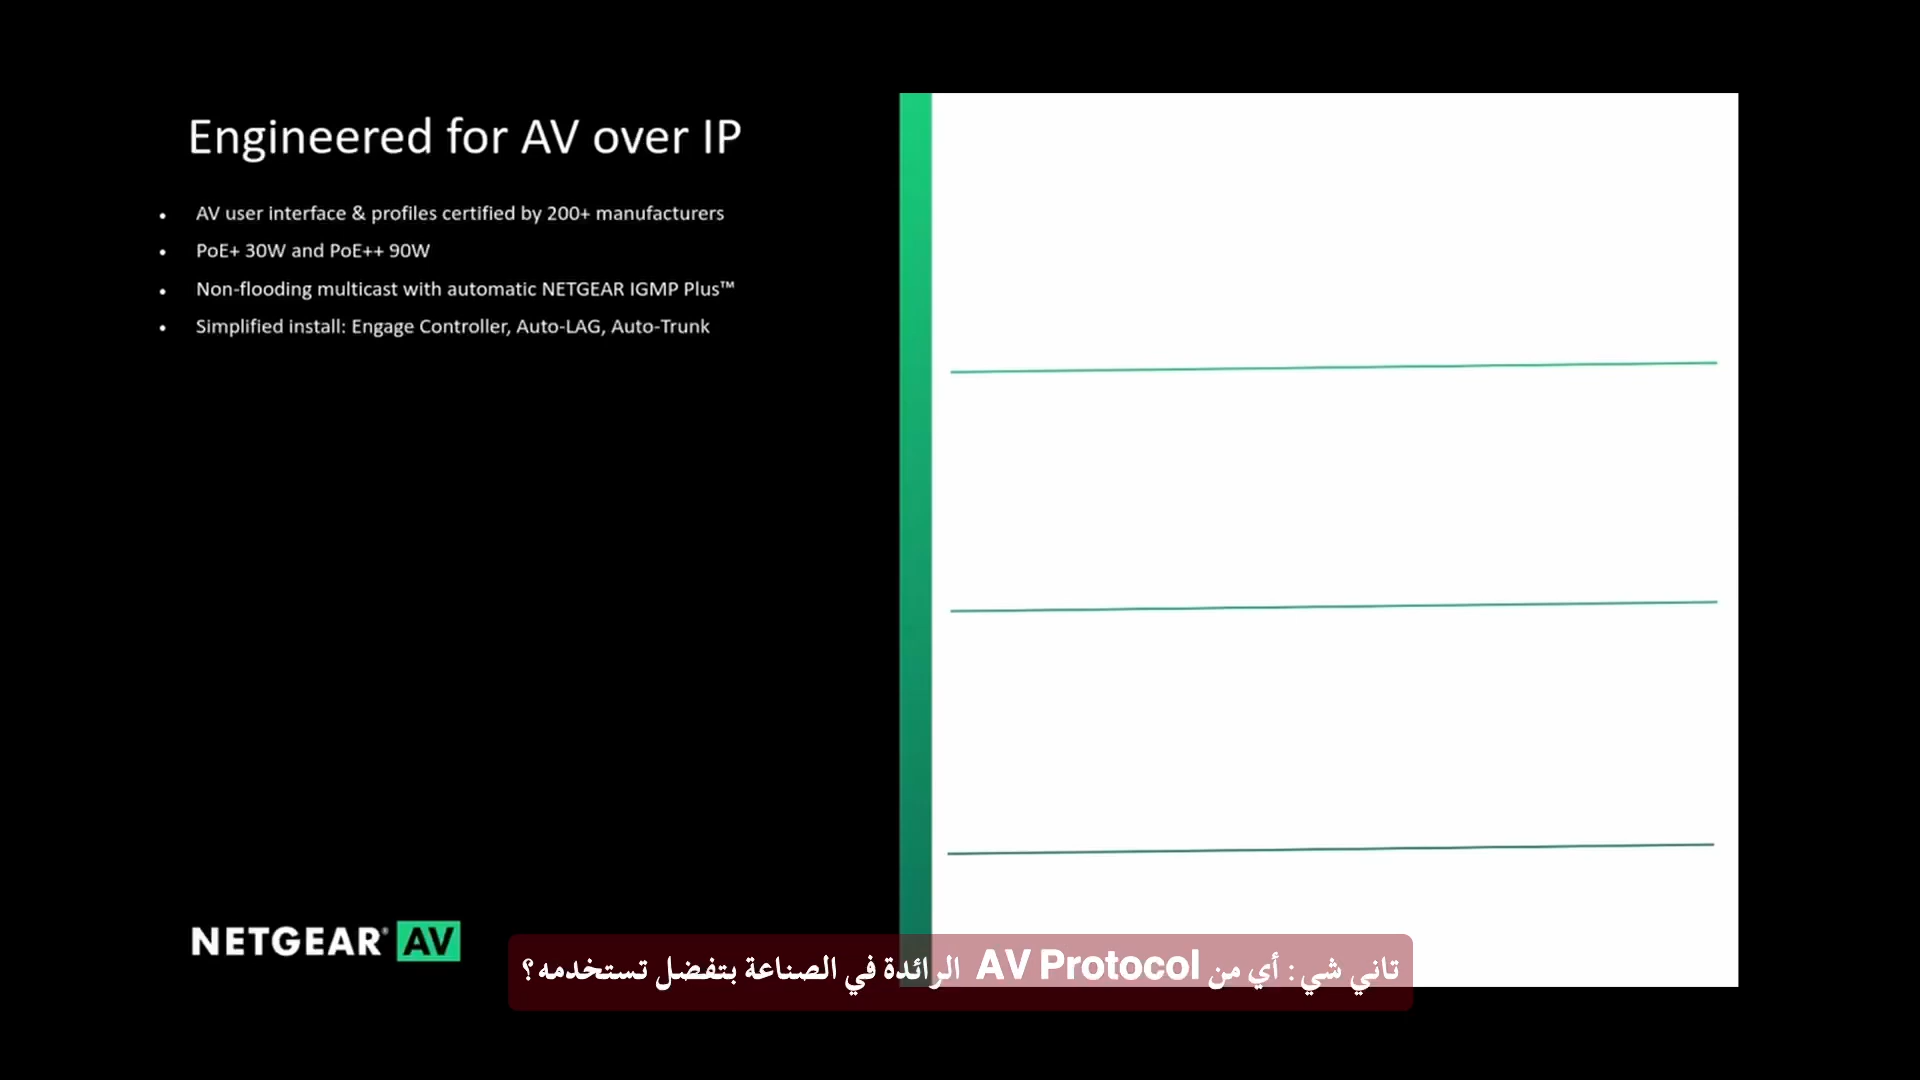 Engineered for AV over IP
• AV user interface & profiles certified by 200+ manufacturers
• PoE+ 30W and PoE++ 90W
• Non-flooding multicast with automatic NETGEAR IGMP Plus™
• Simplified install: Engage Controller, Auto-LAG, Auto-Trunk
NETGEAR® AV
تاني شي: أي من AV Protocol الرائدة في الصناعة بتفضل تستخدمه؟